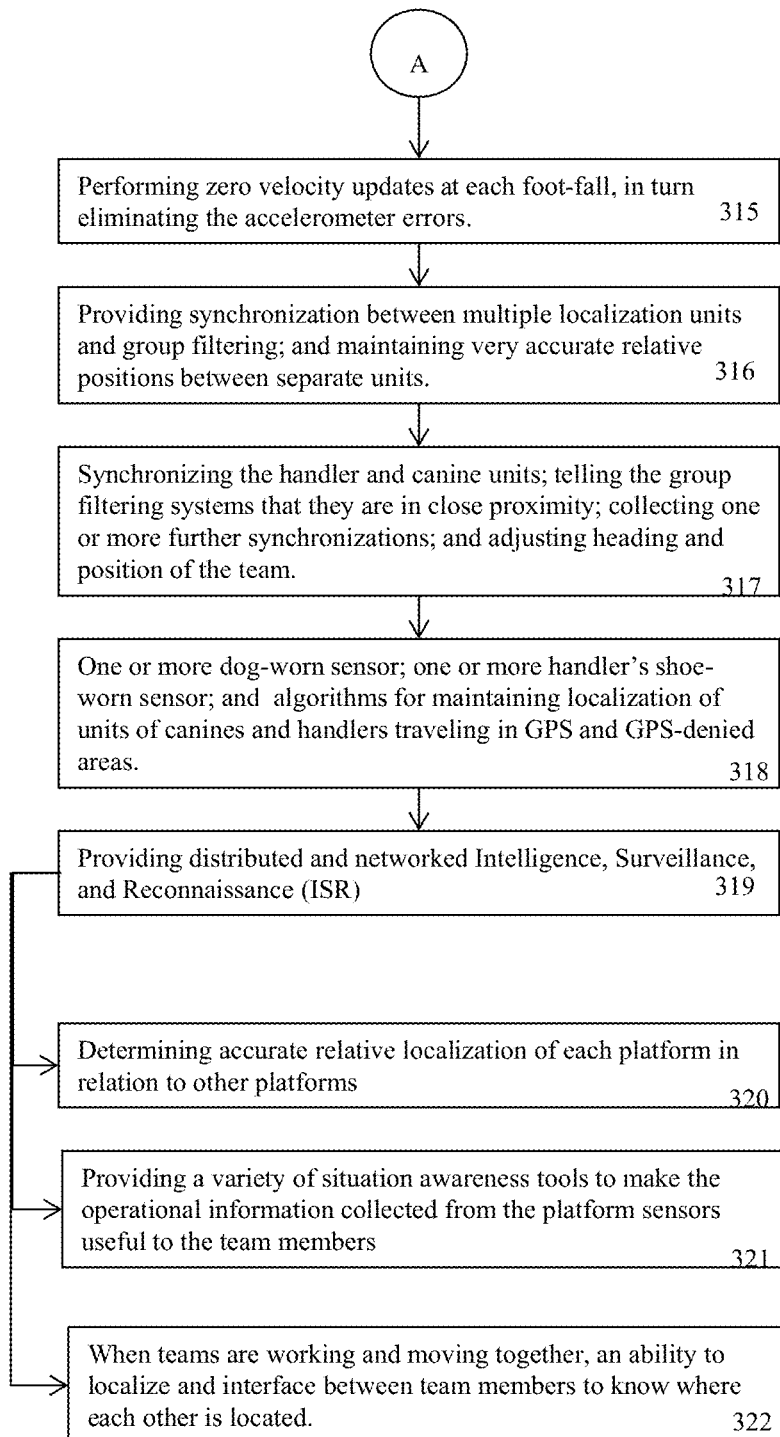 A
Performing zero velocity updates at each foot-fall, in turn
eliminating the accelerometer errors.
315
Providing synchronization between multiple localization units
and group filtering; and maintaining very accurate relative
positions between separate units.
316
Synchronizing the handler and canine units; telling the group
filtering systems that they are in close proximity; collecting one
or more further synchronizations; and adjusting heading and
position of the team.
317
One or more dog-worn sensor; one or more handler's shoe-
worn sensor; and algorithms for maintaining localization of
units of canines and handlers traveling in GPS and GPS-denied
areas.
318
Providing distributed and networked Intelligence, Surveillance,
and Reconnaissance (ISR)
319
Determining accurate relative localization of each platform in
relation to other platforms
320
Providing a variety of situation awareness tools to make the
operational information collected from the platform sensors
useful to the team members
321
When teams are working and moving together, an ability to
localize and interface between team members to know where
each other is located.
322